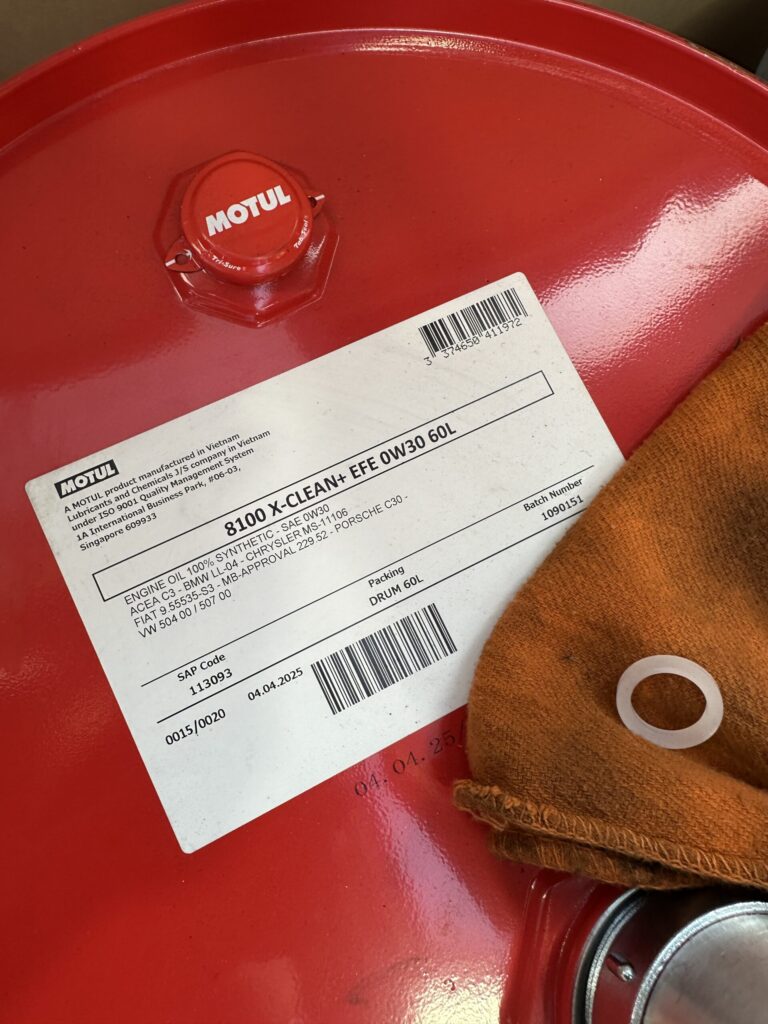 MOTUL
Tri-Sure®
Tab-Seal®
3 374650 411972
MOTUL
A MOTUL product manufactured in Vietnam
Lubricants and Chemicals J/S company in Vietnam
under ISO 9001 Quality Management System
1A International Business Park, #06-03,
Singapore 609933
8100 X-CLEAN+ EFE 0W30 60L
ENGINE OIL 100% SYNTHETIC - SAE 0W30
ACEA C3 - BMW LL-04 - CHRYSLER MS-11106
FIAT 9.55535-S3 - MB-APPROVAL 229 52 - PORSCHE C30 -
VW 504 00 / 507 00
SAP Code
113093
Packing
DRUM 60L
Batch Number
1090151
0015/0020
04.04.2025
04.04.25